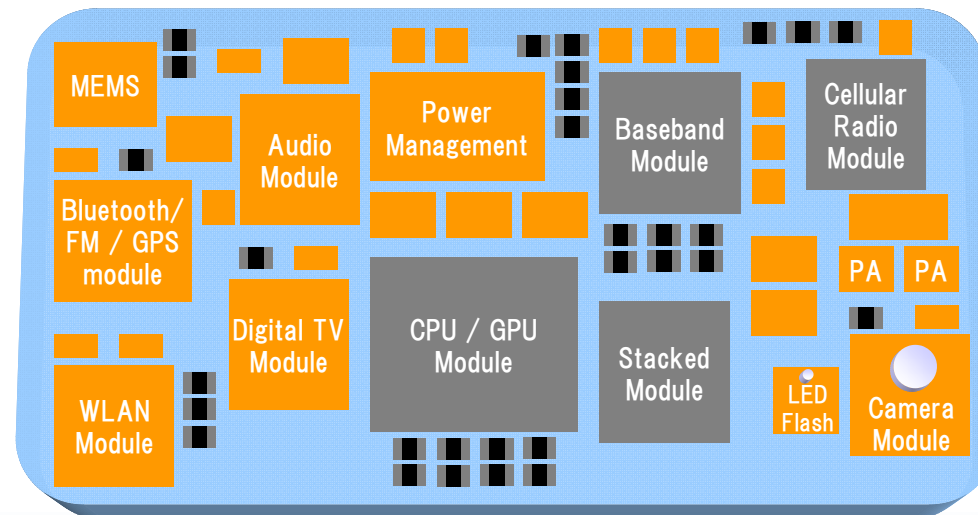 MEMS
Audio
Module
Power
Management
Baseband
Module
Cellular
Radio
Module
Bluetooth/
FM / GPS
module
PA
PA
Digital TV
Module
CPU / GPU
Module
Stacked
Module
WLAN
Module
LED
Flash
Camera
Module